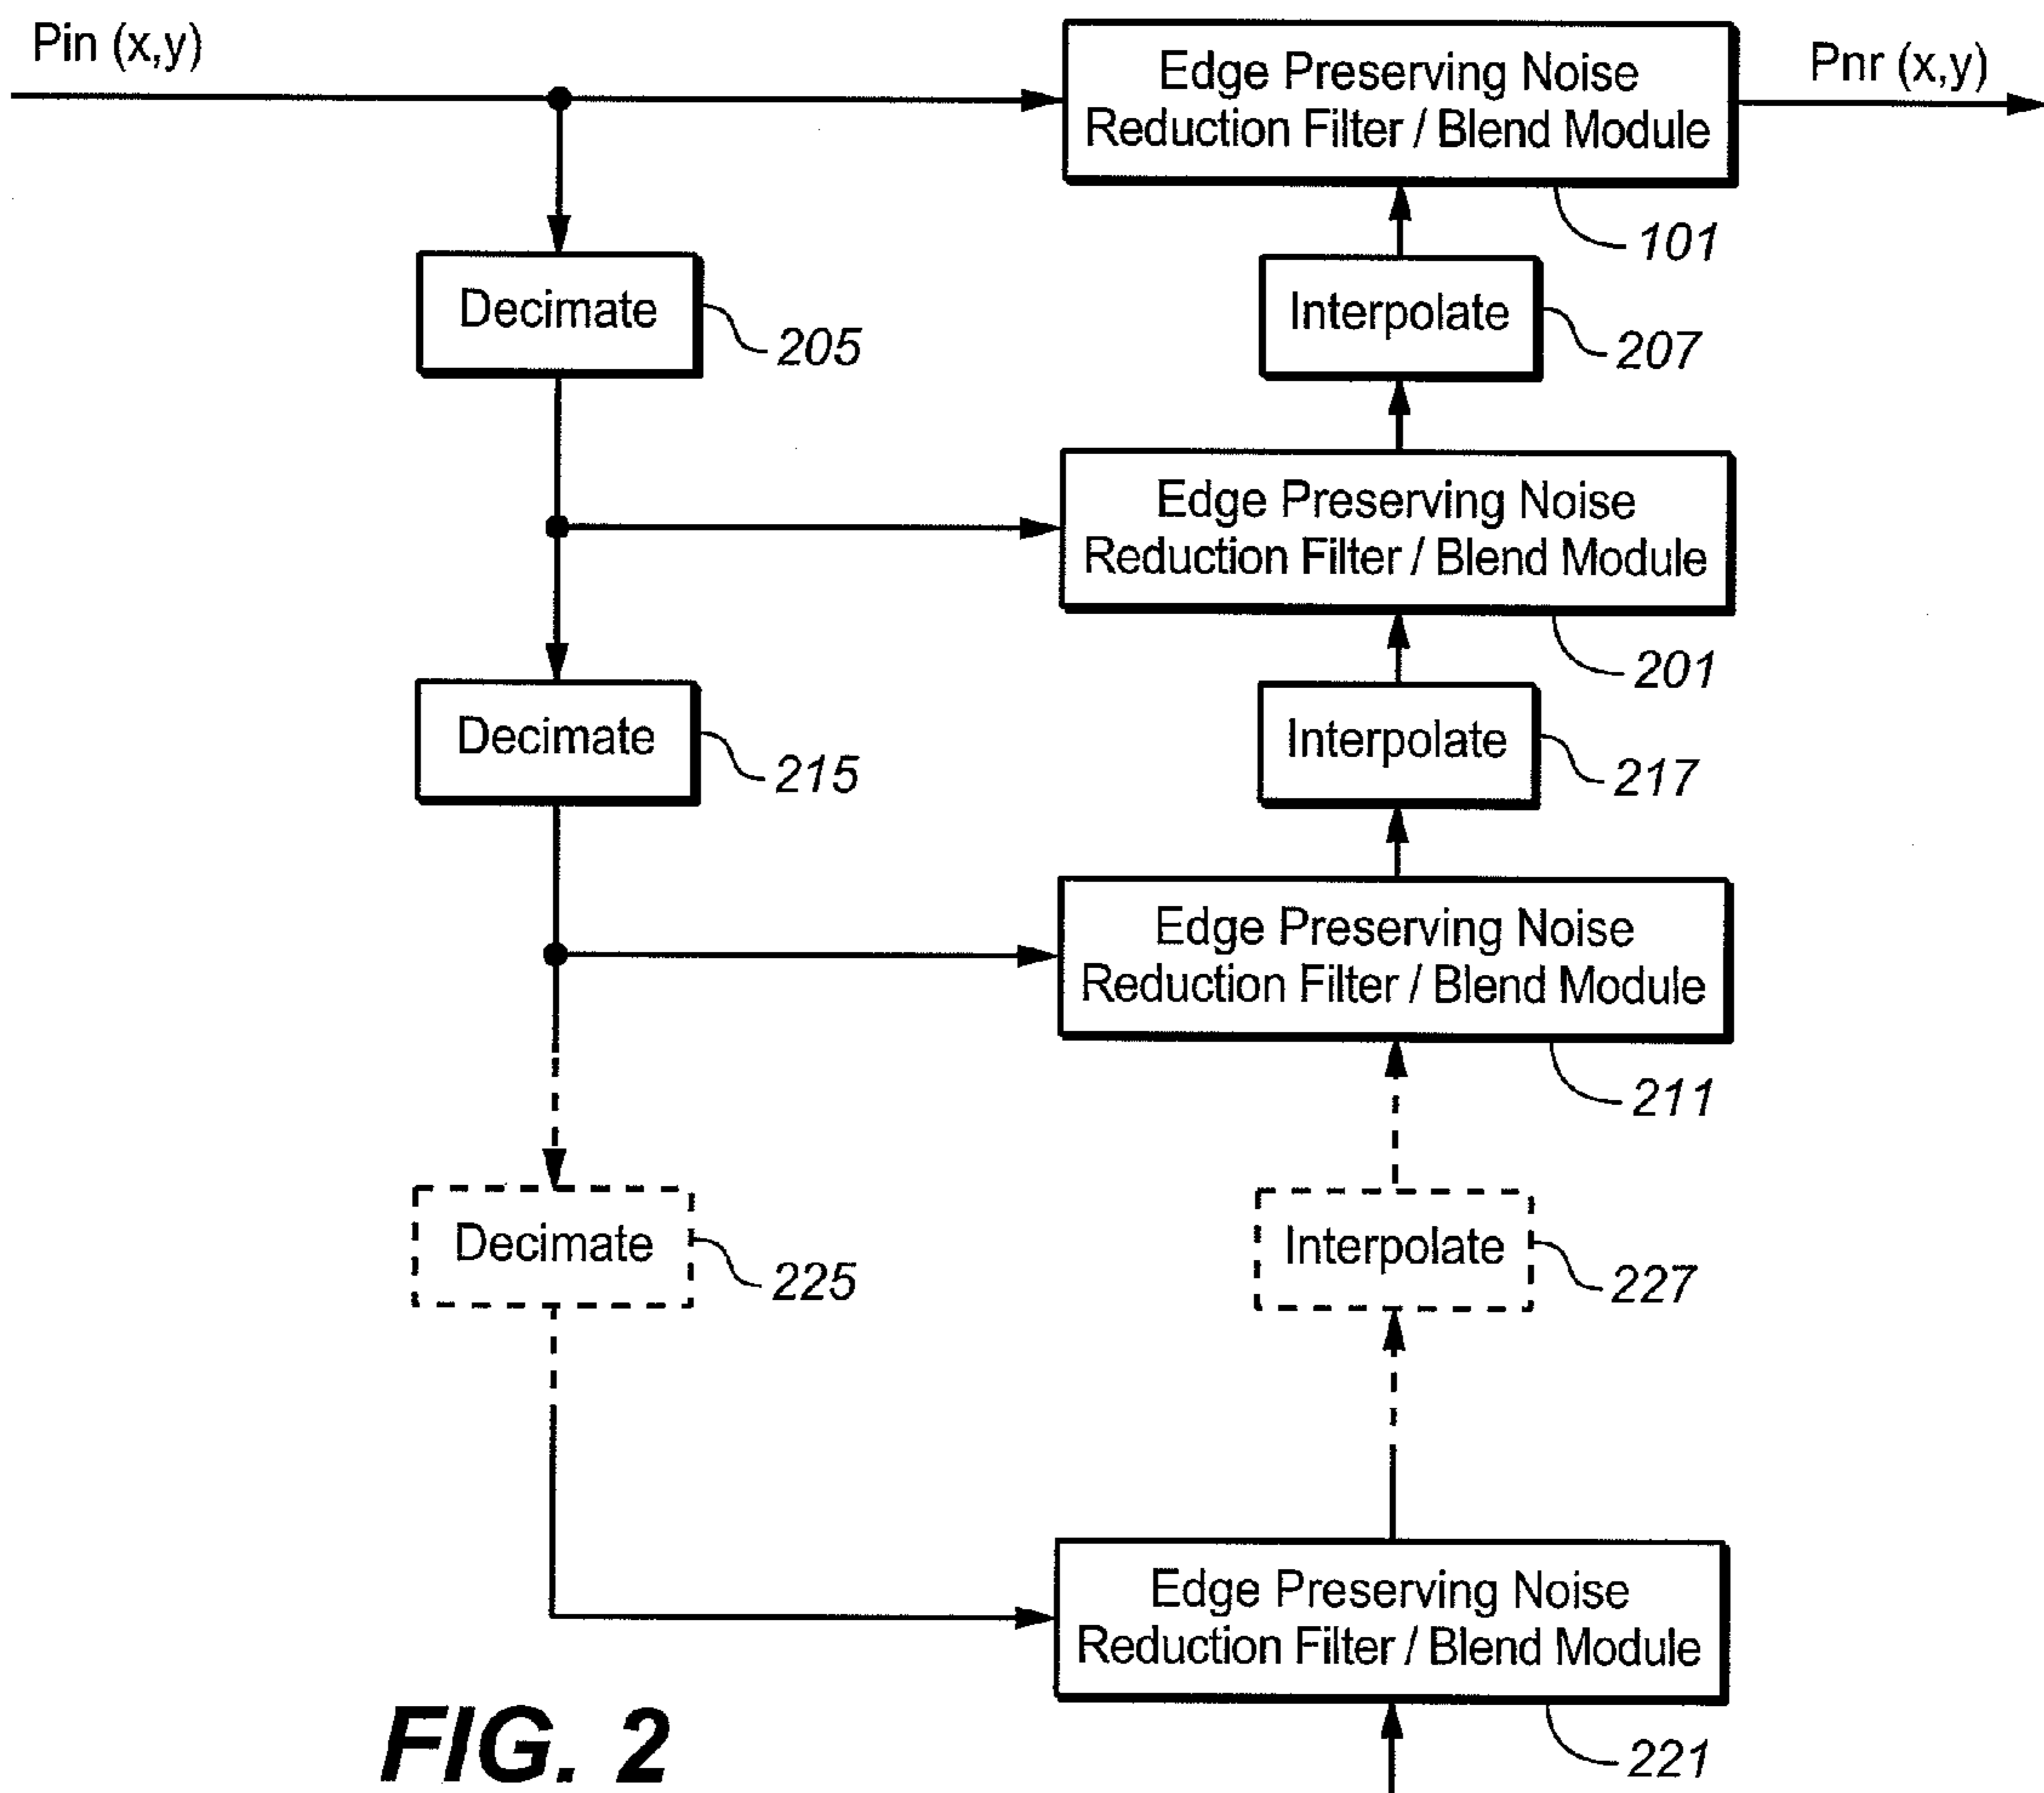 Pin (x,y)
Edge Preserving Noise
Reduction Filter / Blend Module
Pnr (x,y)
101
Decimate
205
Interpolate
207
Edge Preserving Noise
Reduction Filter / Blend Module
201
Decimate
215
Interpolate
217
Edge Preserving Noise
Reduction Filter / Blend Module
211
Decimate
225
Interpolate
227
Edge Preserving Noise
Reduction Filter / Blend Module
221
FIG. 2